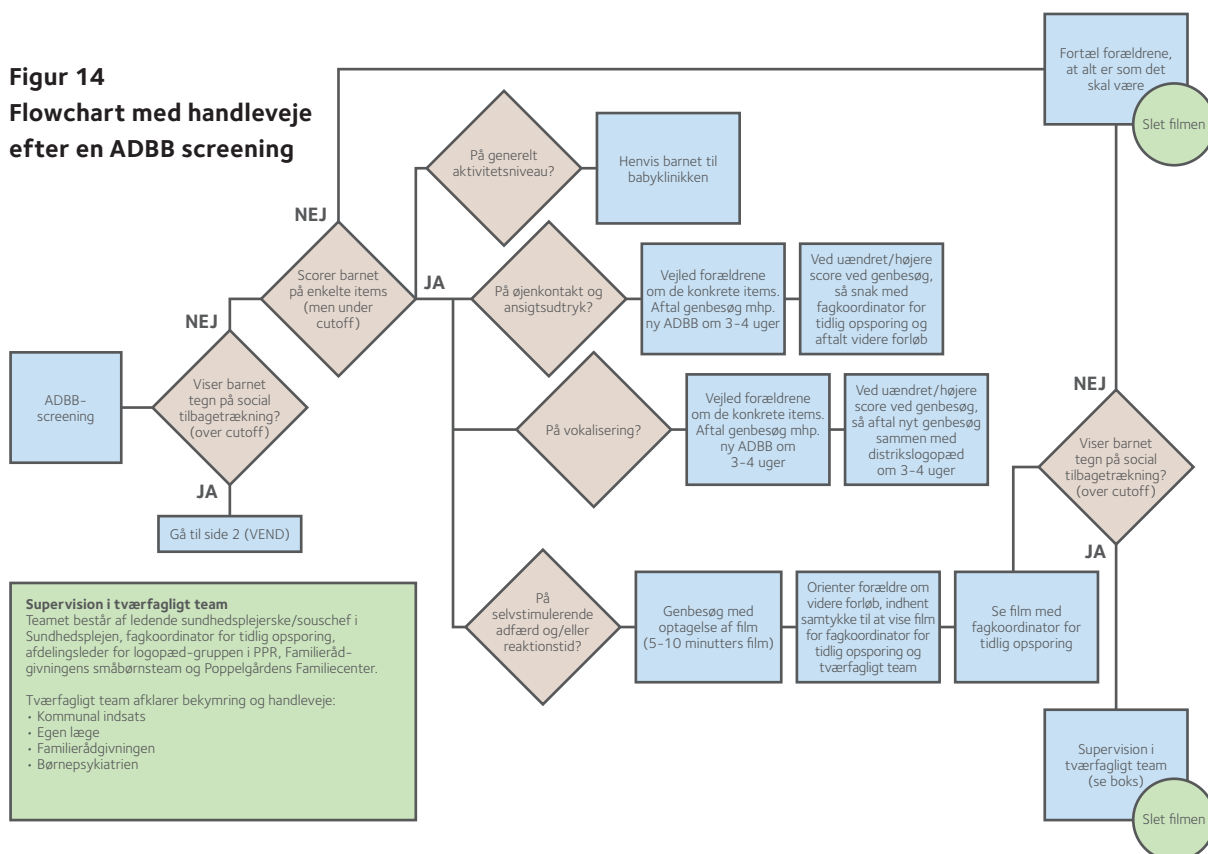 Figur 14
Flowchart med handleveje
efter en ADBB screening
Fortæl forældrene,
at alt er som det
skal være
Slet filmen
På generelt
aktivitetsniveau?
Henvis barnet til
babyklinikken
NEJ
Scorer barnet
på enkelte items
(men under
cutoff)
JA
På øjenkontakt og
ansigtsudtryk?
Vejled forældrene
om de konkrete items.
Aftal genbesøg mhp.
ny ADBB om 3-4 uger
Ved uændret/højere
score ved genbesøg,
så snak med
fagkoordinator for
tidlig opsporing og
aftalt videre forløb
NEJ
ADBB-
screening
Viser barnet
tegn på social
tilbagetrækning?
(over cutoff)
JA
Gå til side 2 (VEND)
På vokalisering?
Vejled forældrene
om de konkrete items.
Aftal genbesøg mhp.
ny ADBB om
3-4 uger
Ved uændret/højere
score ved genbesøg,
så aftal nyt genbesøg
sammen med
distrikslogopæd
om 3-4 uger
NEJ
Viser barnet
tegn på social
tilbagetrækning?
(over cutoff)
JA
På
selvstimulerende
adfærd og/eller
reaktionstid?
Genbesøg med
optagelse af film
(5-10 minutters film)
Orienter forældre om
videre forløb, indhent
samtykke til at vise film
for fagkoordinator for
tidlig opsporing og
tværfagligt team
Se film med
fagkoordinator for
tidlig opsporing
Supervision i tværfagligt team
Teamet består af ledende sundhedsplejerske/souschef i
Sundhedsplejen, fagkoordinator for tidlig opsporing,
afdelingsleder for logopæd-gruppen i PPR, Familieråd-
givningens småbørnsteam og Poppelgårdens Familiecenter.
Tværfagligt team afklarer bekymring og handleveje:
• Kommunal indsats
• Egen læge
• Familierådgivningen
• Børnepsykiatrien
Supervision i
tværfagligt team
(se boks)
Slet filmen